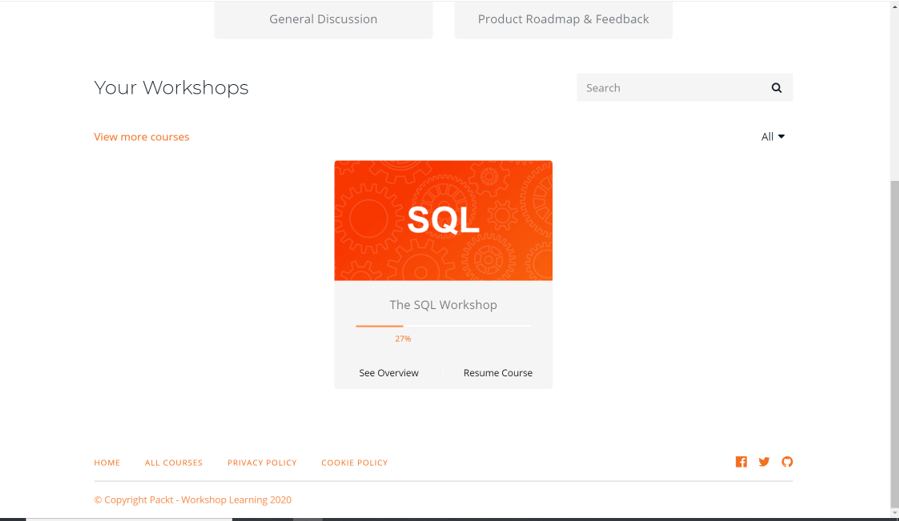 General Discussion
Product Roadmap & Feedback
Your Workshops
Search
View more courses
All
SQL
The SQL Workshop
27%
See Overview
Resume Course
HOME
ALL COURSES
PRIVACY POLICY
COOKIE POLICY
© Copyright Packt - Workshop Learning 2020